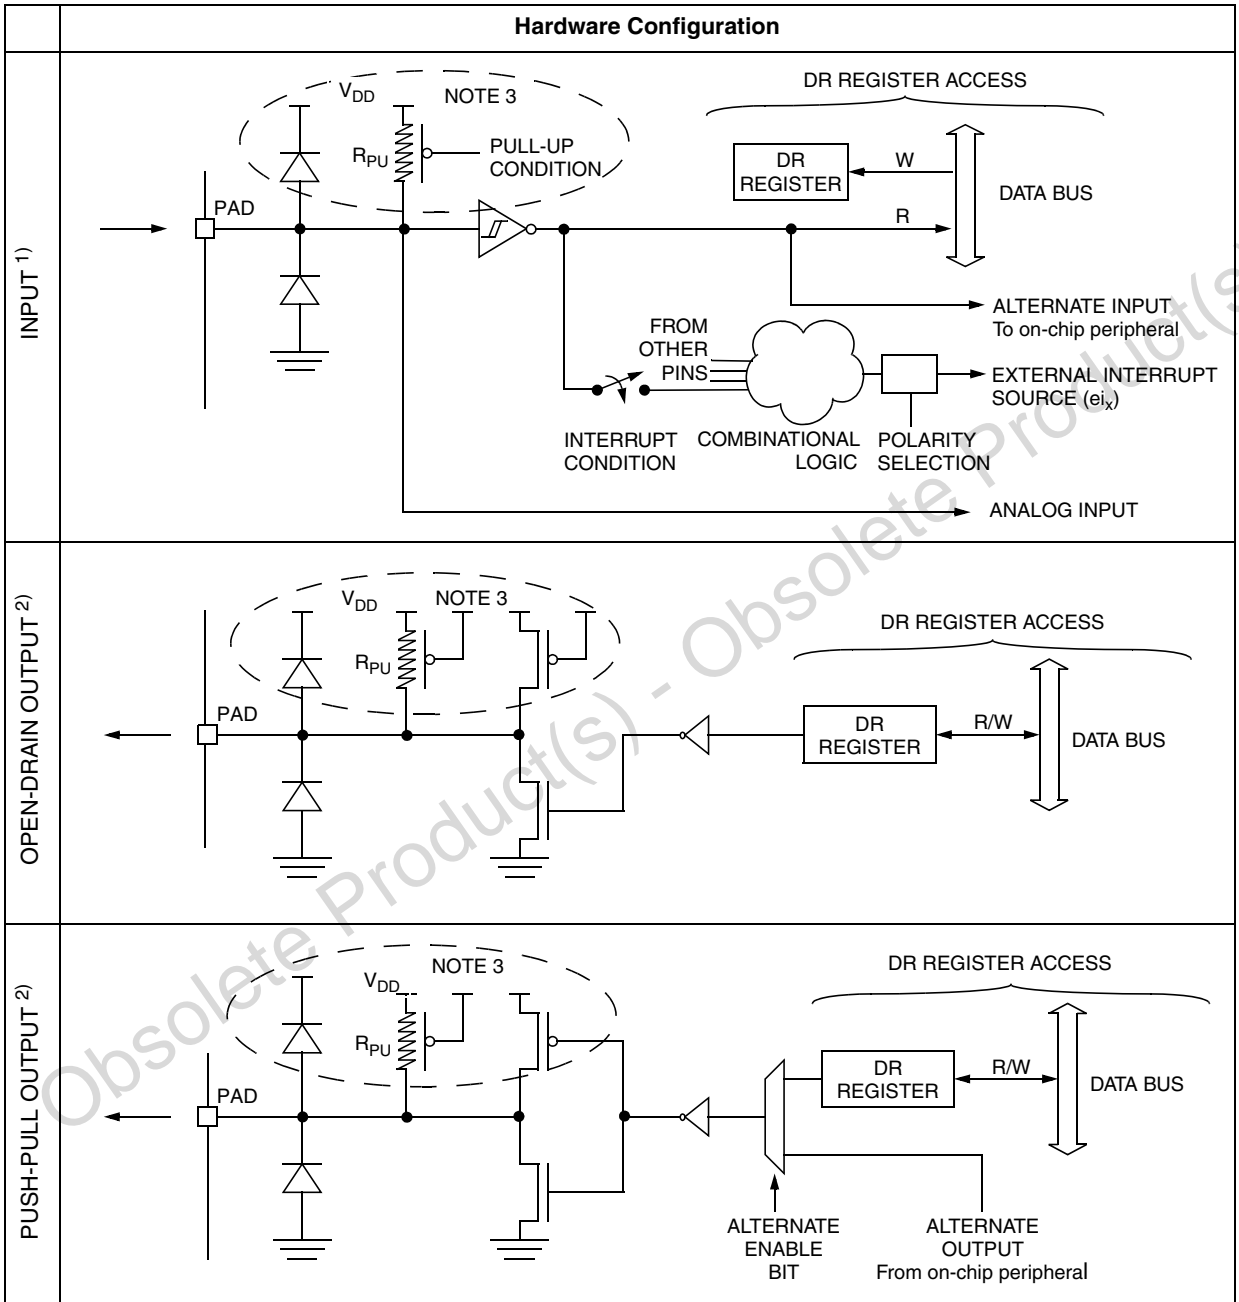 Hardware Configuration
INPUT 1)
VDD
NOTE 3
RPU
PULL-UP
CONDITION
PAD
DR REGISTER ACCESS
DR
REGISTER
W
R
DATA BUS
ALTERNATE INPUT
To on-chip peripheral
FROM
OTHER
PINS
EXTERNAL INTERRUPT
SOURCE (eix)
INTERRUPT
CONDITION
COMBINATIONAL
LOGIC
POLARITY
SELECTION
ANALOG INPUT
OPEN-DRAIN OUTPUT 2)
VDD
NOTE 3
RPU
PAD
DR REGISTER ACCESS
DR
REGISTER
R/W
DATA BUS
PUSH-PULL OUTPUT 2)
VDD
NOTE 3
RPU
PAD
DR REGISTER ACCESS
DR
REGISTER
R/W
DATA BUS
ALTERNATE
ENABLE
BIT
ALTERNATE
OUTPUT
From on-chip peripheral
Obsolete Product(s) - Obsolete Product(s